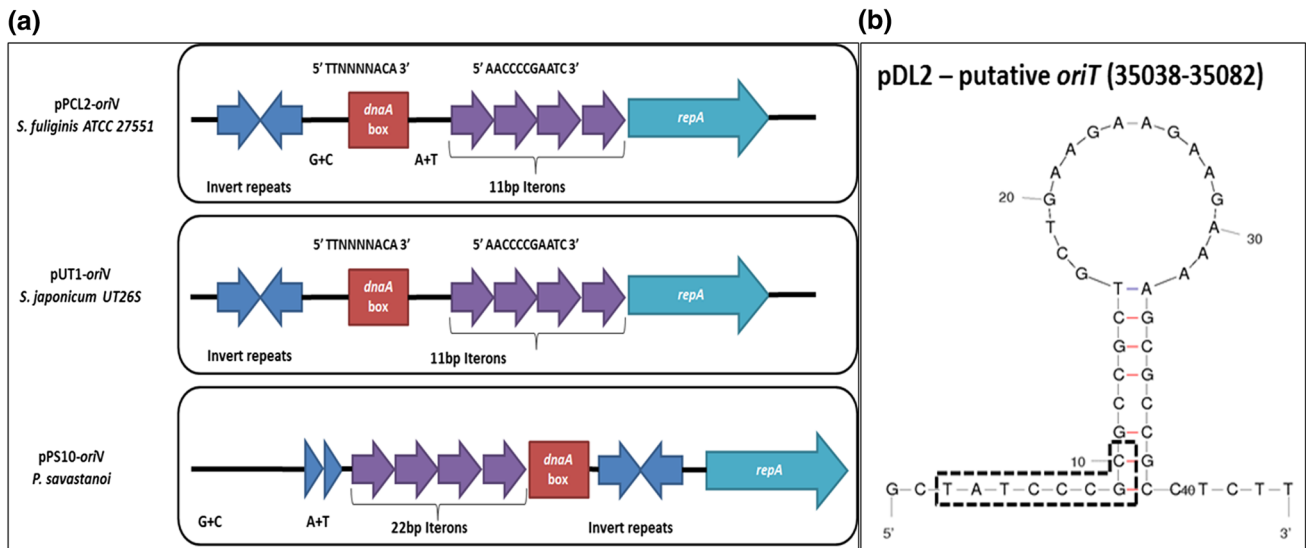 (a)
pPCL2-oriV
S. fuliginis ATCC 27551
5' TTNNNNACA 3'
5' AACCCCGAATC 3'
dnaA
box
repA
G+C
A+T
Invert repeats
11bp Iterons
pUT1-oriV
S. japonicum UT26S
5' TTNNNNACA 3'
5' AACCCCGAATC 3'
dnaA
box
repA
Invert repeats
11bp Iterons
pPS10-oriV
P. savastanoi
dnaA
box
repA
G+C
A+T
22bp Iterons
Invert repeats
(b)
pDL2 – putative oriT (35038-35082)
A A
G G
A A
A A
20 G G
T A 30
C A
G A
T A
C G
G C
C G
C C
G C
10 C G
G C T A T C C C G C C 40 T C T T
5' 3'